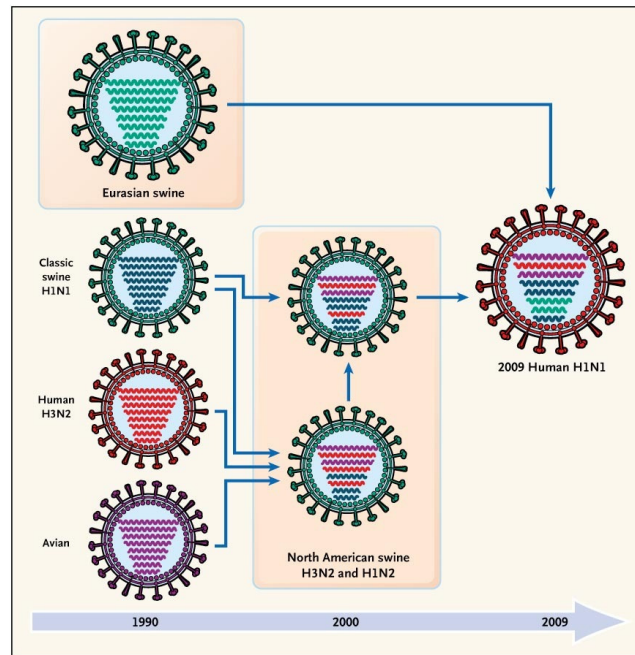 Eurasian swine
Classic
swine
H1N1
Human
H3N2
2009 Human H1N1
Avian
North American swine
H3N2 and H1N2
1990
2000
2009